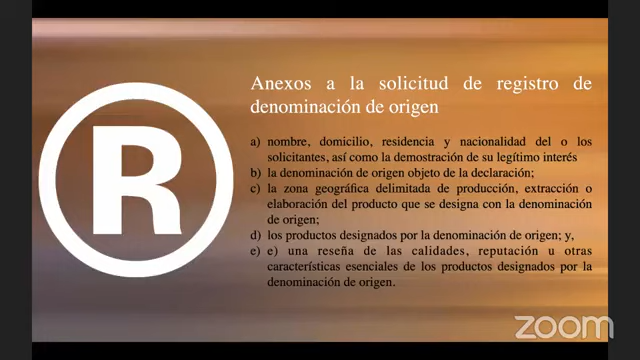 Anexos a la solicitud de registro de
denominación de origen
a) nombre, domicilio, residencia y nacionalidad del o los
solicitantes, así como la demostración de su legítimo interés
b) la denominación de origen objeto de la declaración;
c) la zona geográfica delimitada de producción, extracción o
elaboración del producto que se designa con la denominación
de origen;
d) los productos designados por la denominación de origen; y,
e) e) una reseña de las calidades, reputación u otras
características esenciales de los productos designados por la
denominación de origen.
R
zoom